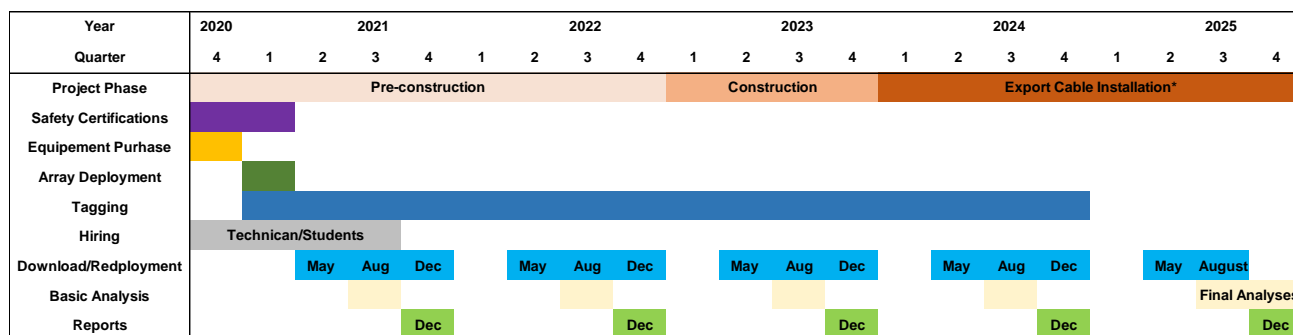 Year 2020 2021 2022 2023 2024 2025
Quarter 4 1 2 3 4 1 2 3 4 1 2 3 4 1 2 3 4 1 2 3 4
Project Phase Pre-construction Construction Export Cable Installation*
Safety Certifications
Equipement Purhase
Array Deployment
Tagging
Hiring Technican/Students
Download/Redployment May Aug Dec May Aug Dec May Aug Dec May Aug Dec May August
Basic Analysis Final Analyses
Reports Dec Dec Dec Dec Dec